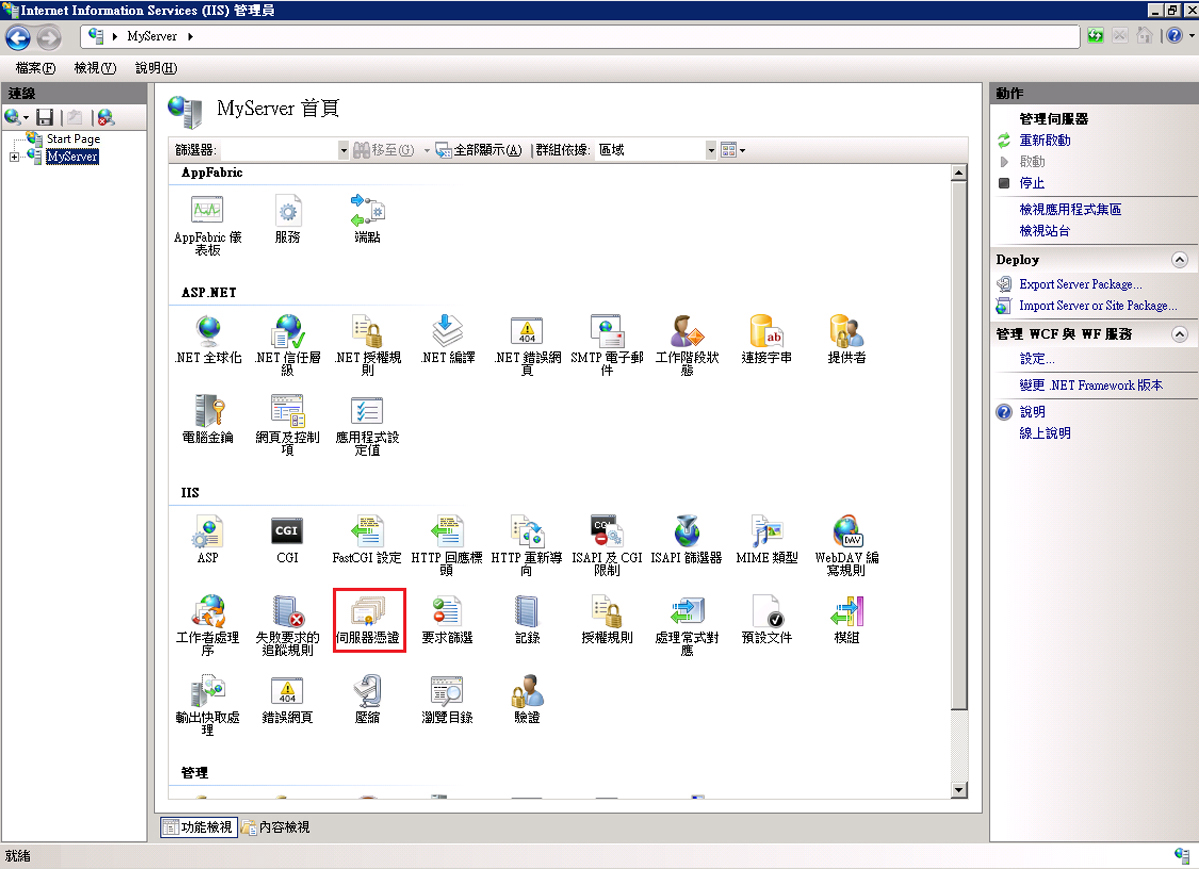 Internet Information Services (IIS) 管理員
MyServer
檔案(F) 檢視(V) 說明(H)
連線
Start Page
MyServer
MyServer 首頁
篩選器: 移至(G) 全部顯示(A) 群組依據: 區域
AppFabric
AppFabric 儀
表板
服務
端點
ASP.NET
.NET 全球化
.NET 信任層
級
.NET 授權規
則
.NET 編譯
404
.NET 錯誤網
頁
SMTP 電子郵
件
工作階段狀
態
ab
連接字串
提供者
電腦金鑰
網頁及控制
項
應用程式設
定值
IIS
ASP
CGI
CGI
FastCGI 設定
HTTP 回應標
頭
HTTP 重新導
向
ISAPI 及 CGI
限制
ISAPI 篩選器
MIME 類型
DAV
WebDAV 編
寫規則
工作者處理
序
失敗要求的
追蹤規則
伺服器憑證
要求篩選
記錄
授權規則
處理常式對
應
預設文件
模組
輸出快取處
理
404
錯誤網頁
壓縮
瀏覽目錄
驗證
管理
功能檢視 內容檢視
動作
管理伺服器
重新啟動
啟動
停止
檢視應用程式集區
檢視站台
Deploy
Export Server Package...
Import Server or Site Package...
管理 WCF 與 WF 服務
設定...
變更 .NET Framework 版本
說明
線上說明
就緒